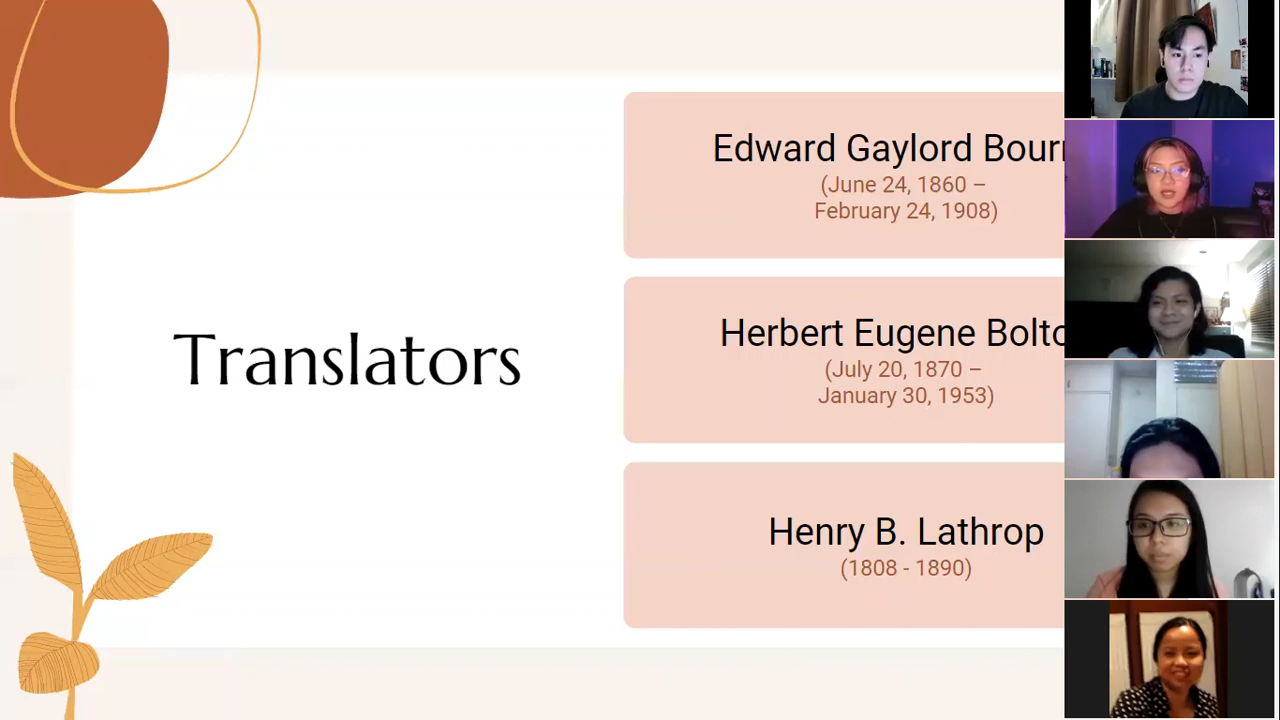 Translators
Edward Gaylord Bour
(June 24, 1860 –
February 24, 1908)
Herbert Eugene Bolto
(July 20, 1870 –
January 30, 1953)
Henry B. Lathrop
(1808 - 1890)